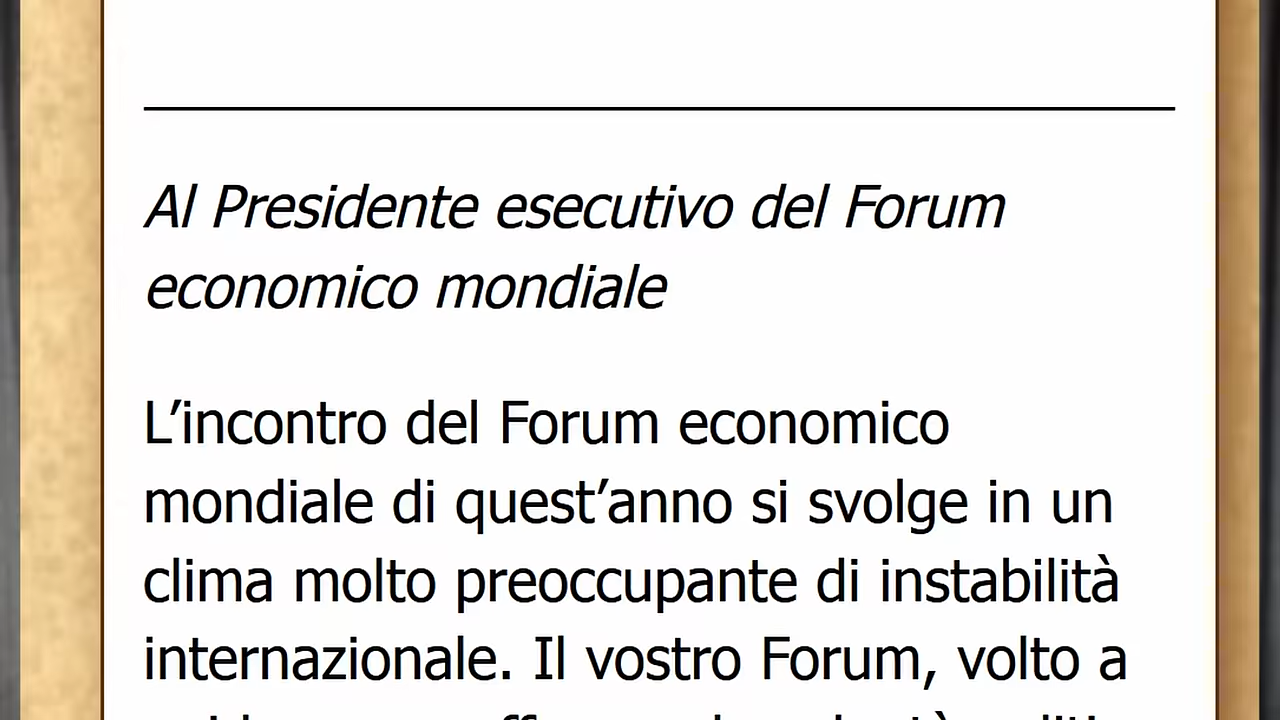 Al Presidente esecutivo del Forum
economico mondiale
L’incontro del Forum economico
mondiale di quest’anno si svolge in un
clima molto preoccupante di instabilità
internazionale. Il vostro Forum, volto a